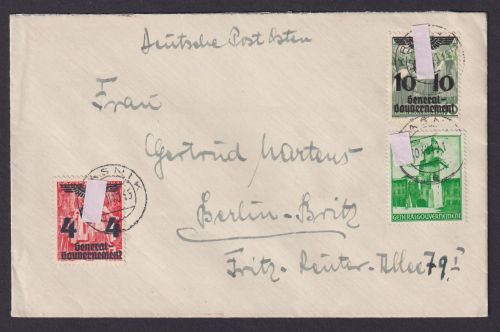 Deutsche Post Osten
Frau
Gertrud Martens
Berlin-Britz
Fritz-Reuter-Allee 79 I
10 10
General-
Gouvernement
GENERALGOUVERNEMENT
KRASNIK
4 4
General-
Gouvernement